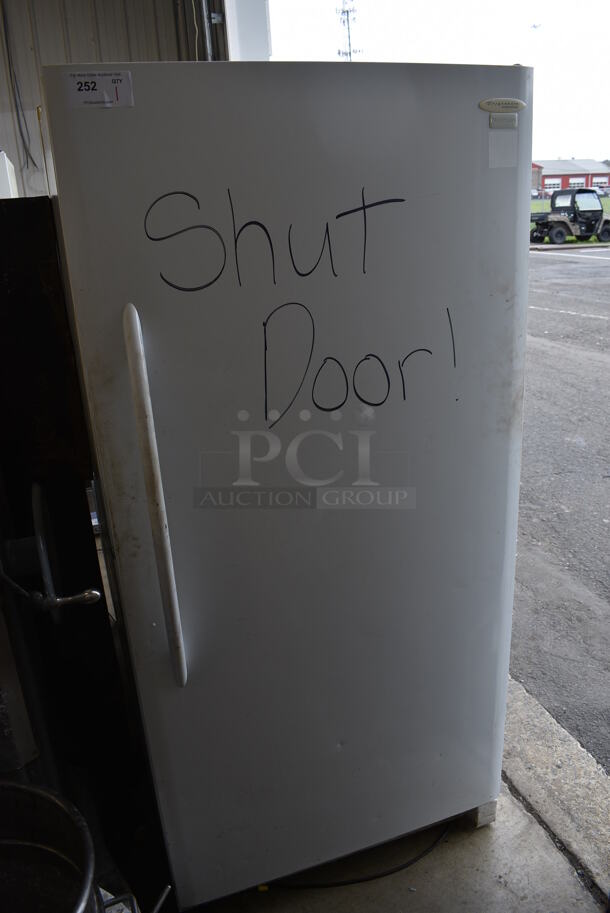 252
QTY
1
Shut
Door!
PCI
AUCTION GROUP